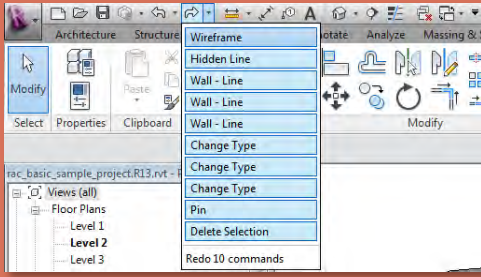 A
Architecture Structure notate Analyze Massing &
Wireframe
Hidden Line
Wall - Line
Wall - Line
Wall - Line
Change Type
Change Type
Change Type
Pin
Delete Selection
Redo 10 commands
Modify
Paste
Select Properties Clipboard Modify
rac_basic_sample_project.R13.rvt -
Views (all)
Floor Plans
Level 1
Level 2
Level 3